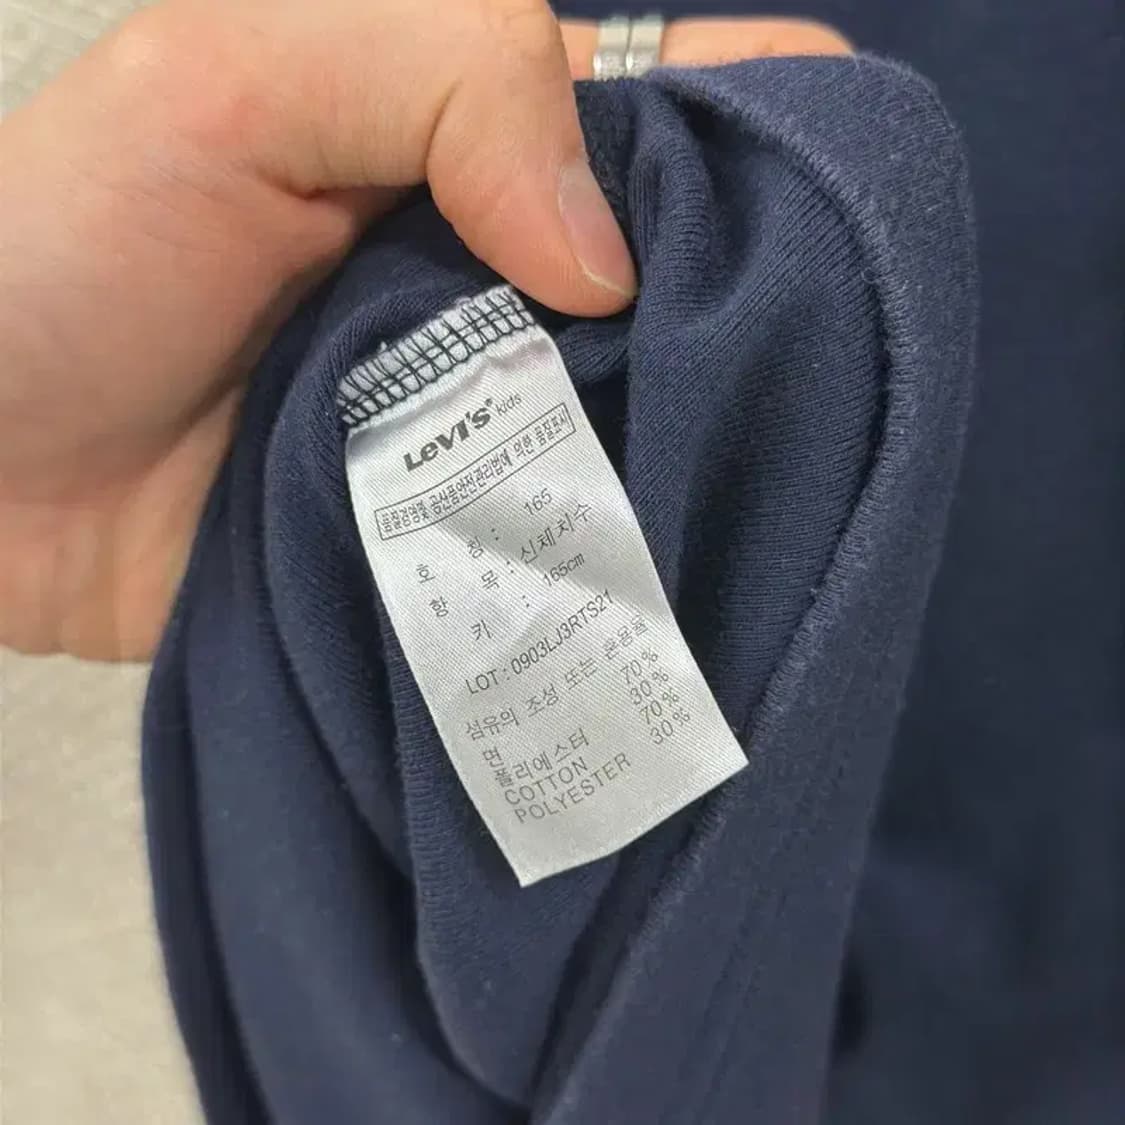 Levi's kids
품질경영및 공산품안전관리법에 의한 품질표시
호 칭 : 165
항 목 : 신체치수
키 : 165cm
LOT : 0903LJ3RTS21
섬유의 조성 또는 혼용율
면 70%
폴리에스터 30%
COTTON 70%
POLYESTER 30%